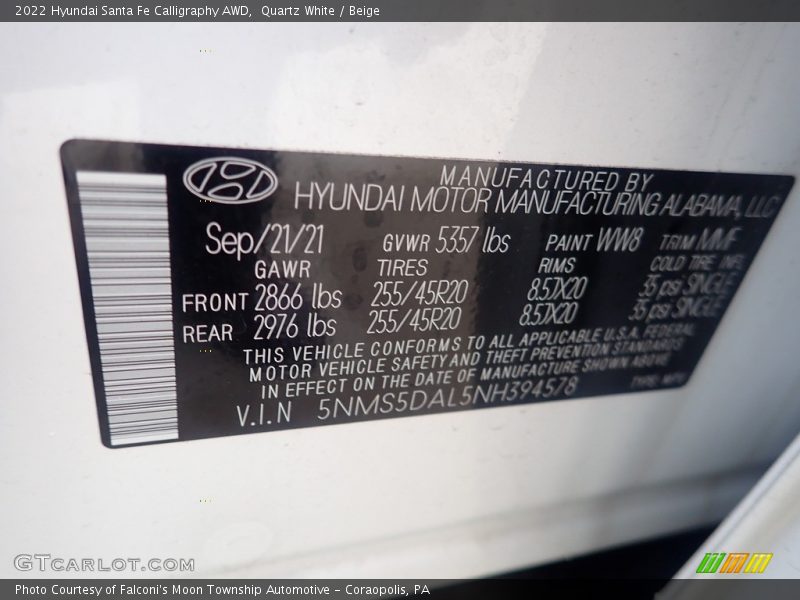 2022 Hyundai Santa Fe Calligraphy AWD, Quartz White / Beige
MANUFACTURED BY
HYUNDAI MOTOR MANUFACTURING ALABAMA, LLC
Sep/21/21 GVWR 5357 lbs PAINT WW8 TRIM MMF
GAWR TIRES RIMS COLD TIRE INFL
FRONT 2866 lbs 255/45R20 8.5JX20 35 psi SINGLE
REAR 2976 lbs 255/45R20 8.5JX20 35 psi SINGLE
THIS VEHICLE CONFORMS TO ALL APPLICABLE U.S.A. FEDERAL
MOTOR VEHICLE SAFETY AND THEFT PREVENTION STANDARDS
IN EFFECT ON THE DATE OF MANUFACTURE SHOWN ABOVE
V.I.N 5NMS5DAL5NH394578 TYPE: MPV
GTCARLOT.COM
Photo Courtesy of Falconi's Moon Township Automotive – Coraopolis, PA